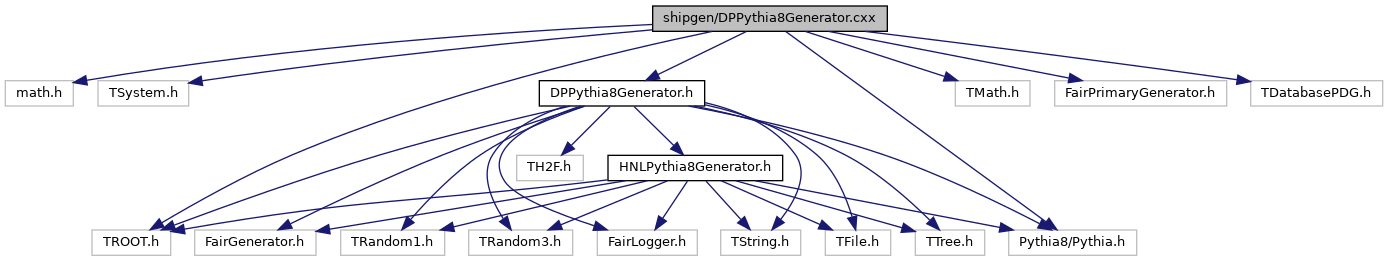 shipgen/DPPythia8Generator.cxx
math.h
TSystem.h
DPPythia8Generator.h
TMath.h
FairPrimaryGenerator.h
TDatabasePDG.h
TH2F.h
HNLPythia8Generator.h
TROOT.h
FairGenerator.h
TRandom1.h
TRandom3.h
FairLogger.h
TString.h
TFile.h
TTree.h
Pythia8/Pythia.h